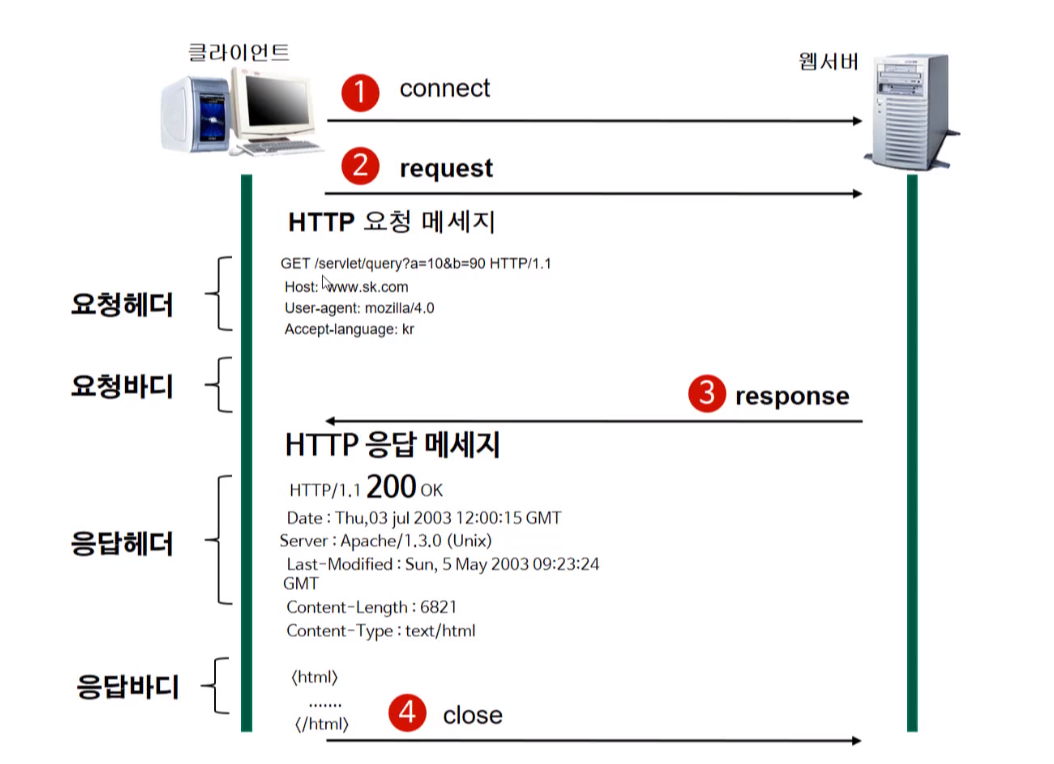 클라이언트
웹서버
1 connect
2 request
HTTP 요청 메세지
GET /servlet/query?a=10&b=90 HTTP/1.1
Host: www.sk.com
User-agent: mozilla/4.0
Accept-language: kr
요청헤더
요청바디
3 response
HTTP 응답 메세지
HTTP/1.1 200 OK
Date : Thu,03 jul 2003 12:00:15 GMT
Server : Apache/1.3.0 (Unix)
Last-Modified : Sun, 5 May 2003 09:23:24
GMT
Content-Length : 6821
Content-Type : text/html
응답헤더
응답바디
〈html〉
.......
〈/html〉
4 close